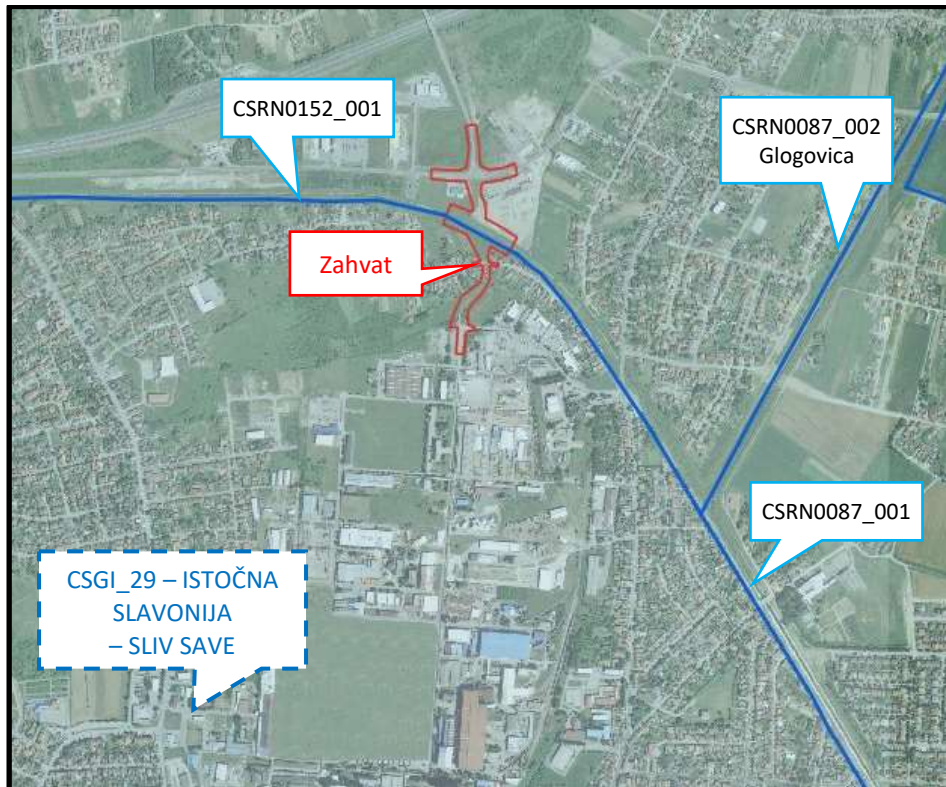 CSRN0152_001
CSRN0087_002
Glogovica
Zahvat
CSRN0087_001
CSGI_29 – ISTOČNA
SLAVONIJA
– SLIV SAVE